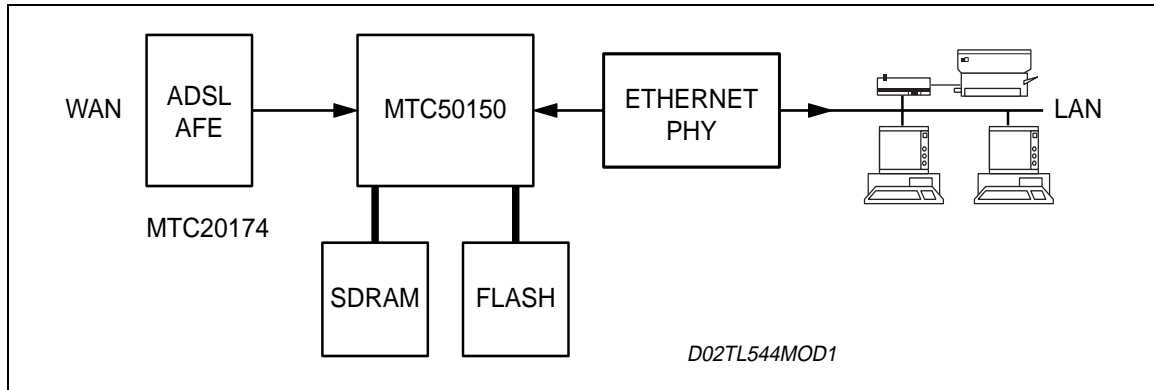 WAN
ADSL
AFE
MTC20174
MTC50150
ETHERNET
PHY
LAN
SDRAM
FLASH
D02TL544MOD1